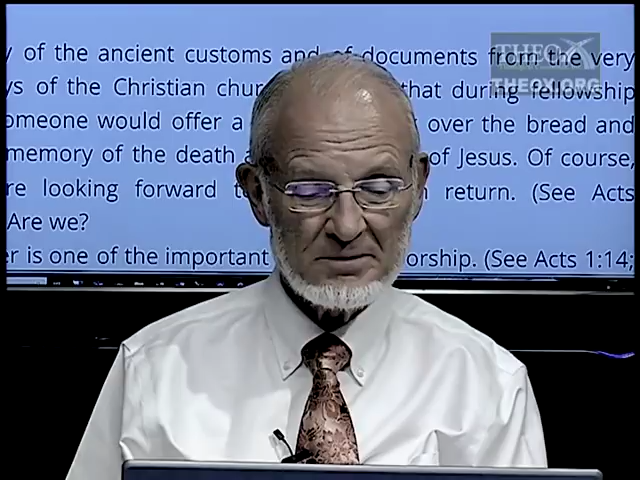 THEOX
THEOX.ORG
y of the ancient customs and of documents from the very
ys of the Christian chur that during fellowship
omeone would offer a over the bread and
memory of the death of Jesus. Of course,
re looking forward t n return. (See Acts
Are we?
er is one of the important orship. (See Acts 1:14;